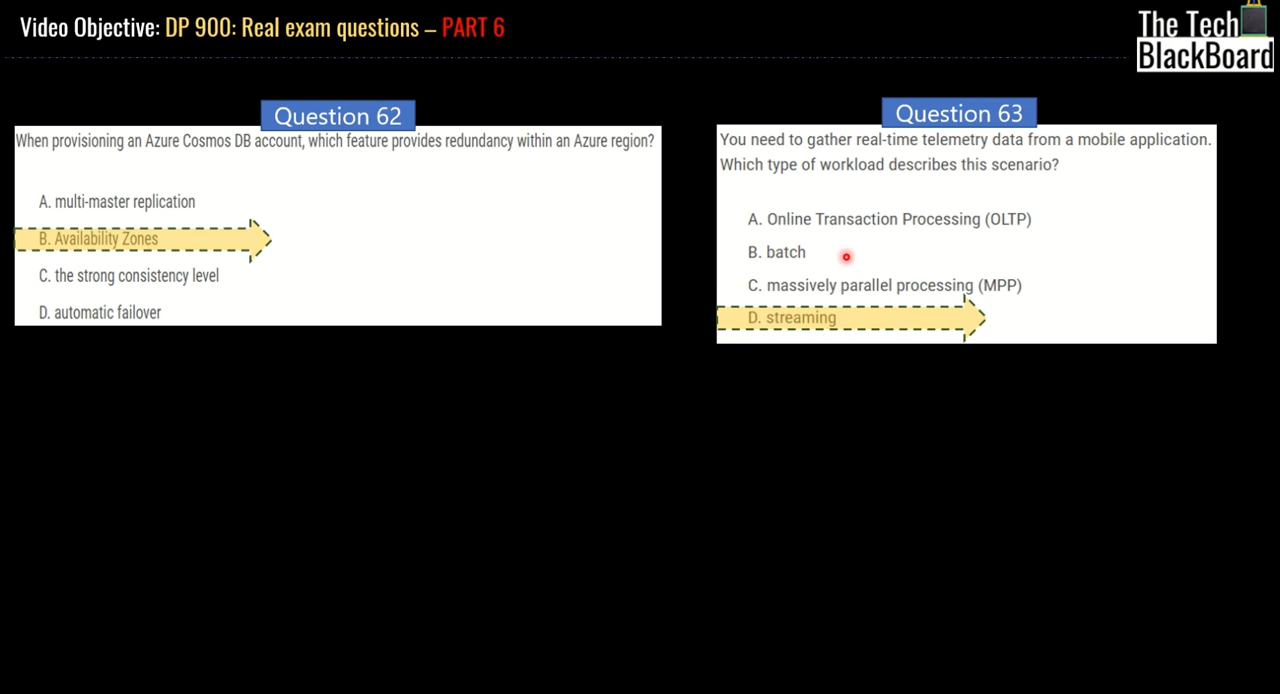 Video Objective: DP 900: Real exam questions – PART 6
The Tech
BlackBoard
Question 62
When provisioning an Azure Cosmos DB account, which feature provides redundancy within an Azure region?
A. multi-master replication
B. Availability Zones
C. the strong consistency level
D. automatic failover
Question 63
You need to gather real-time telemetry data from a mobile application.
Which type of workload describes this scenario?
A. Online Transaction Processing (OLTP)
B. batch
C. massively parallel processing (MPP)
D. streaming